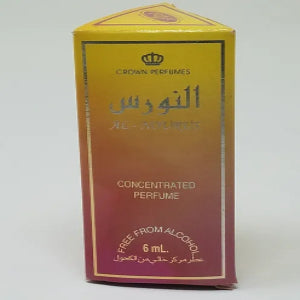 CROWN PERFUMES
النورس
CONCENTRATED
PERFUME
FREE FROM ALCOHOL
6 mL.
عطر مركز خالي من الكحول